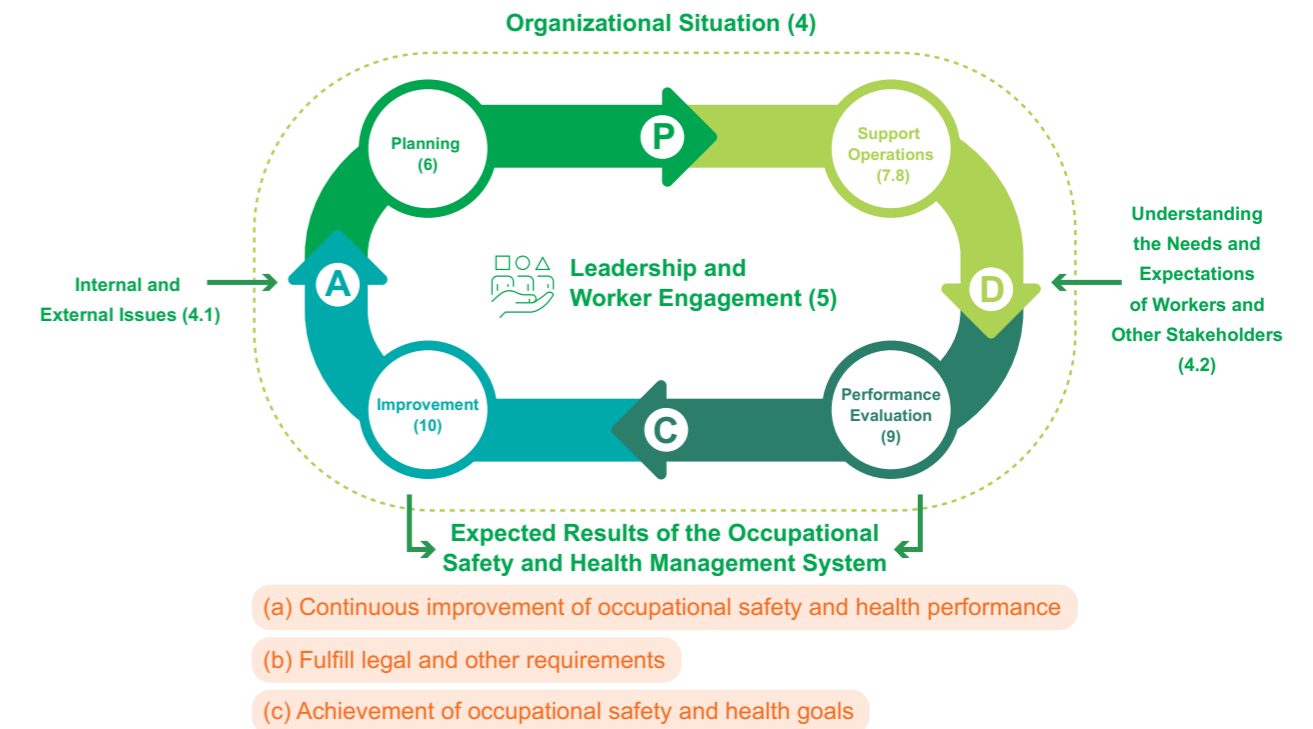 Organizational Situation (4)
Planning
(6)
P
Support
Operations
(7.8)
Understanding
the Needs and
Expectations
of Workers and
Other Stakeholders
(4.2)
Internal and
External Issues (4.1)
A
Leadership and
Worker Engagement (5)
D
Improvement
(10)
C
Performance
Evaluation
(9)
Expected Results of the Occupational
Safety and Health Management System
(a) Continuous improvement of occupational safety and health performance
(b) Fulfill legal and other requirements
(c) Achievement of occupational safety and health goals